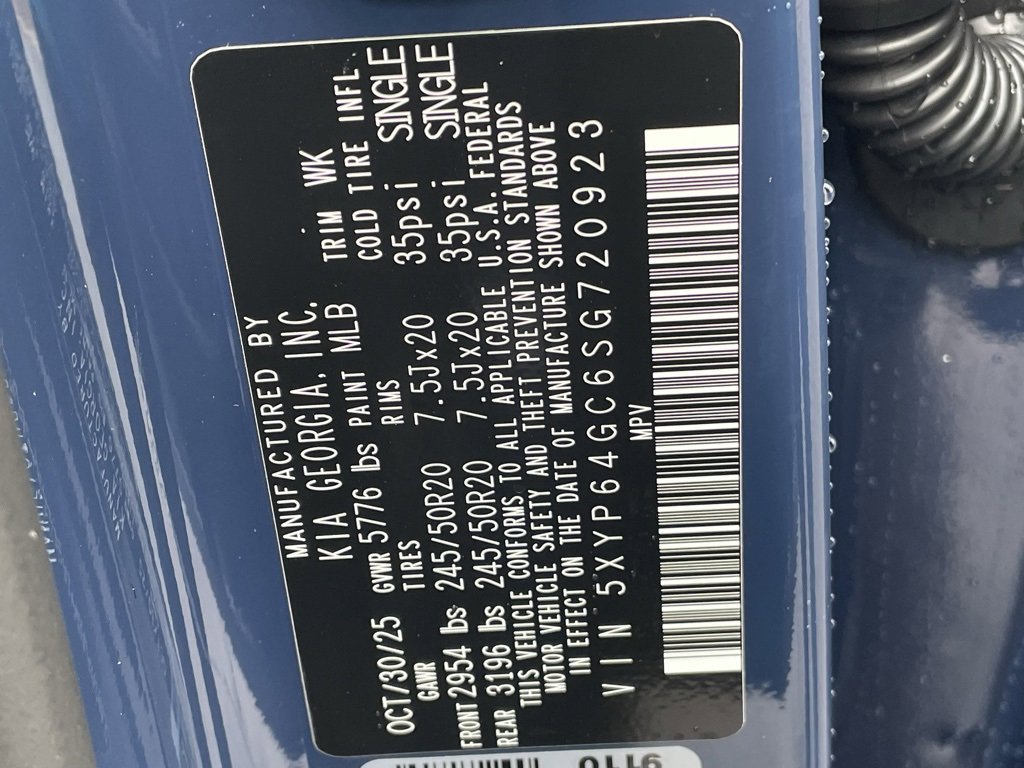 MANUFACTURED BY
KIA GEORGIA, INC.
OCT/30/25 GVWR 5776 lbs PAINT MLB TRIM WK
GAWR TIRES RIMS COLD TIRE INFL
FRONT 2954 lbs 245/50R20 7.5Jx20 35psi SINGLE
REAR 3196 lbs 245/50R20 7.5Jx20 35psi SINGLE
THIS VEHICLE CONFORMS TO ALL APPLICABLE U.S.A. FEDERAL
MOTOR VEHICLE SAFETY AND THEFT PREVENTION STANDARDS
IN EFFECT ON THE DATE OF MANUFACTURE SHOWN ABOVE
VIN 5XYP64GC6SG720923
MPV